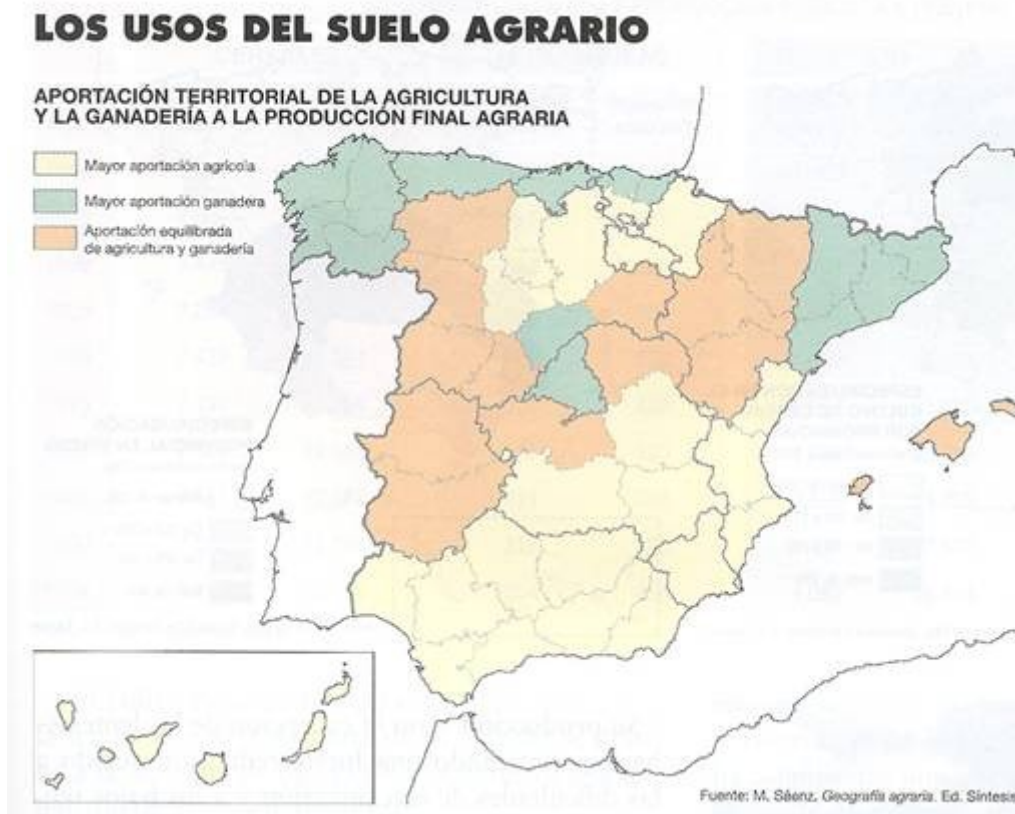 LOS USOS DEL SUELO AGRARIO
APORTACIÓN TERRITORIAL DE LA AGRICULTURA
Y LA GANADERÍA A LA PRODUCCIÓN FINAL AGRARIA
Mayor aportación agrícola
Mayor aportación ganadera
Aportación equilibrada
de agricultura y ganadería
Fuente: M. Sáenz, Geografía agraria. Ed. Síntesis